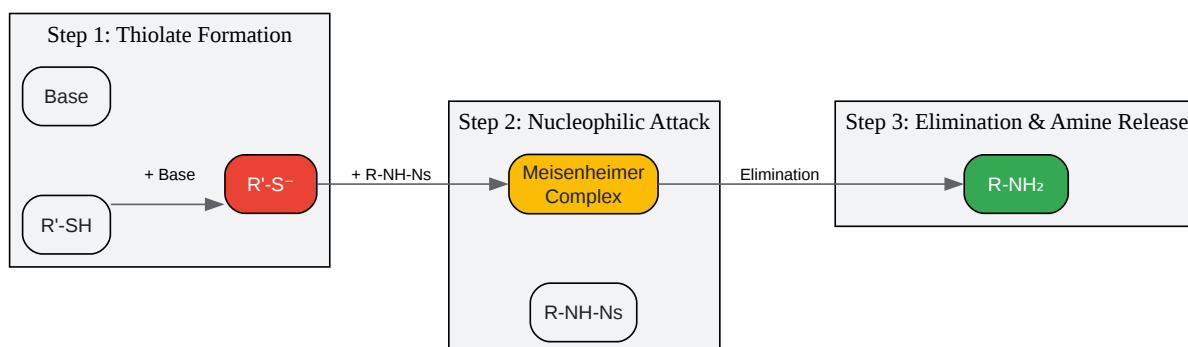 Step 1: Thiolate Formation
Base
R'-SH
+ Base
R'-S⁻
+ R-NH-Ns
Step 2: Nucleophilic Attack
Meisenheimer
Complex
R-NH-Ns
Elimination
Step 3: Elimination & Amine Release
R-NH₂